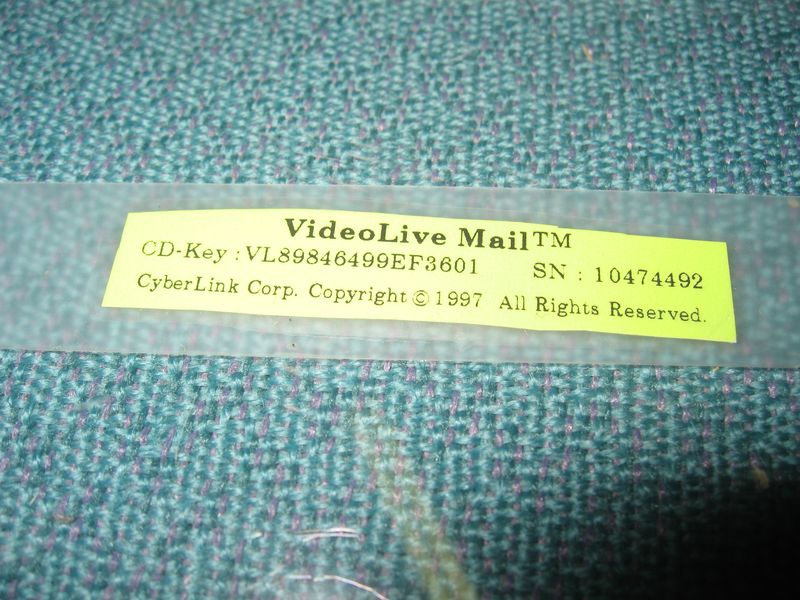 VideoLive Mail™
CD-Key : VL89846499EF3601 SN : 10474492
CyberLink Corp. Copyright © 1997 All Rights Reserved.